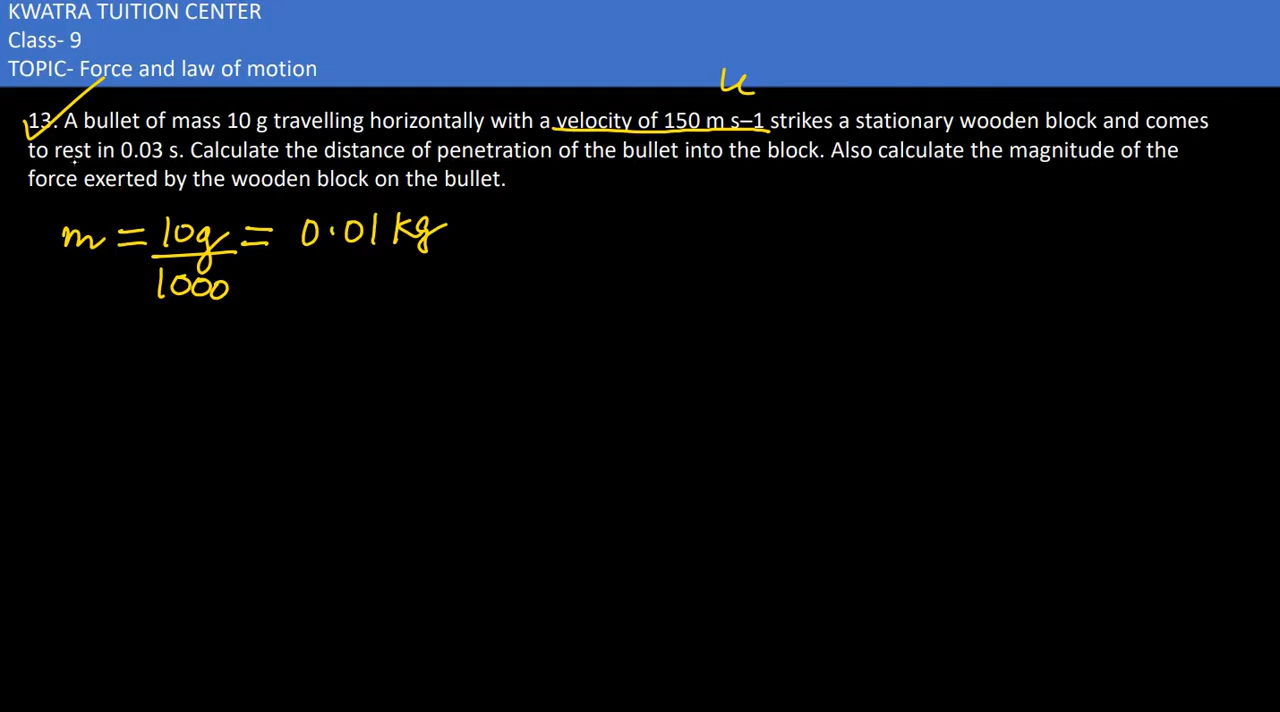 KWATRA TUITION CENTER
Class- 9
TOPIC- Force and law of motion
u
13. A bullet of mass 10 g travelling horizontally with a velocity of 150 m s–1 strikes a stationary wooden block and comes
to rest in 0.03 s. Calculate the distance of penetration of the bullet into the block. Also calculate the magnitude of the
force exerted by the wooden block on the bullet.
m = 10g = 0.01 kg
1000